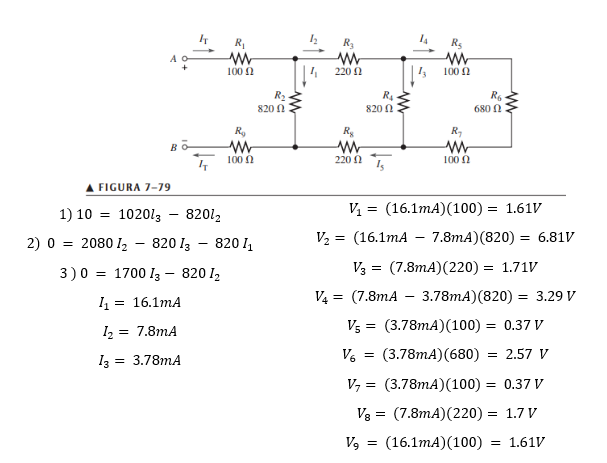 I_T R_1 I_2 R_3 I_4 R_5
A
+ 100 Ω I_1 220 Ω I_3 100 Ω
R_2 R_4 R_6
820 Ω 820 Ω 680 Ω
R_9 R_8 R_7
B -
I_T 100 Ω 220 Ω I_5 100 Ω
▲ FIGURA 7–79
1) 10 = 1020I_3 − 820I_2
2) 0 = 2080 I_2 − 820 I_3 − 820 I_1
3 ) 0 = 1700 I_3 − 820 I_2
I_1 = 16.1mA
I_2 = 7.8mA
I_3 = 3.78mA
V_1 = (16.1mA)(100) = 1.61V
V_2 = (16.1mA − 7.8mA)(820) = 6.81V
V_3 = (7.8mA)(220) = 1.71V
V_4 = (7.8mA − 3.78mA)(820) = 3.29 V
V_5 = (3.78mA)(100) = 0.37 V
V_6 = (3.78mA)(680) = 2.57 V
V_7 = (3.78mA)(100) = 0.37 V
V_8 = (7.8mA)(220) = 1.7 V
V_9 = (16.1mA)(100) = 1.61V